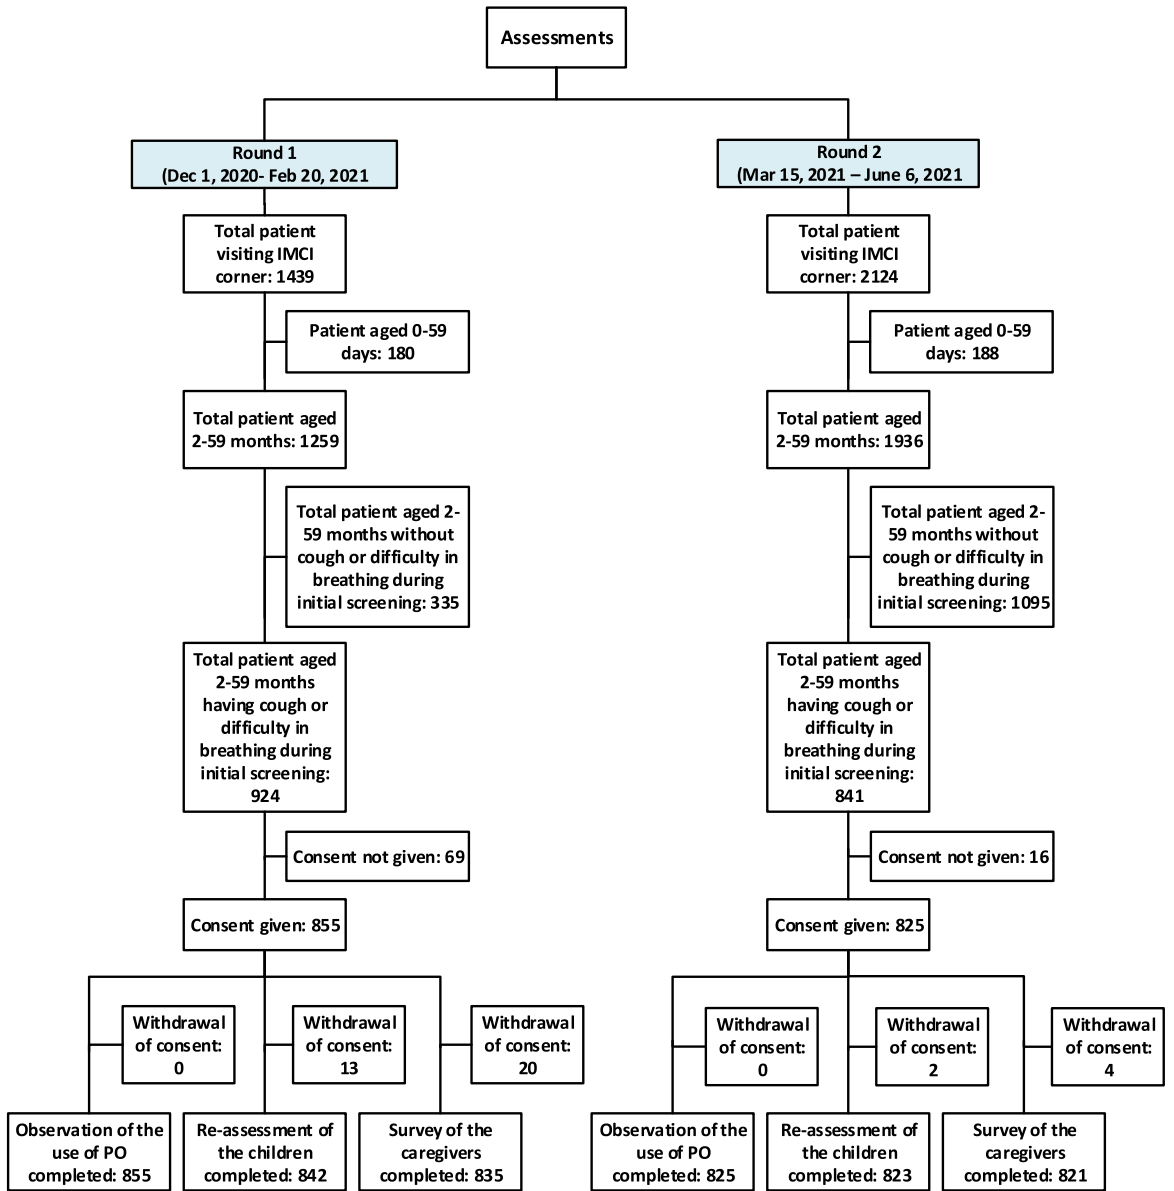 Assessments
Round 1
(Dec 1, 2020- Feb 20, 2021
Total patient
visiting IMCI
corner: 1439
Patient aged 0-59
days: 180
Total patient aged
2-59 months: 1259
Total patient aged 2-
59 months without
cough or difficulty in
breathing during
initial screening: 335
Total patient aged
2-59 months
having cough or
difficulty in
breathing during
initial screening:
924
Consent not given: 69
Consent given: 855
Withdrawal
of consent:
0
Withdrawal
of consent:
13
Withdrawal
of consent:
20
Observation of the
use of PO
completed: 855
Re-assessment of
the children
completed: 842
Survey of the
caregivers
completed: 835
Round 2
(Mar 15, 2021 – June 6, 2021
Total patient
visiting IMCI
corner: 2124
Patient aged 0-59
days: 188
Total patient aged
2-59 months: 1936
Total patient aged 2-
59 months without
cough or difficulty in
breathing during
initial screening: 1095
Total patient aged
2-59 months
having cough or
difficulty in
breathing during
initial screening:
841
Consent not given: 16
Consent given: 825
Withdrawal
of consent:
0
Withdrawal
of consent:
2
Withdrawal
of consent:
4
Observation of the
use of PO
completed: 825
Re-assessment of
the children
completed: 823
Survey of the
caregivers
completed: 821